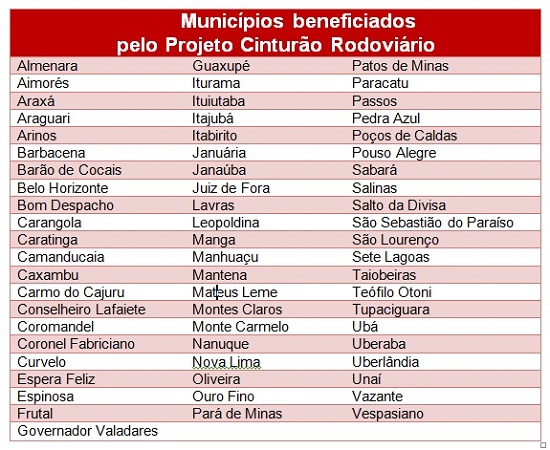 Municípios beneficiados
pelo Projeto Cinturão Rodoviário
Almenara Guaxupé Patos de Minas
Aimorés Iturama Paracatu
Araxá Ituiutaba Passos
Araguari Itajubá Pedra Azul
Arinos Itabirito Poços de Caldas
Barbacena Januária Pouso Alegre
Barão de Cocais Janaúba Sabará
Belo Horizonte Juiz de Fora Salinas
Bom Despacho Lavras Salto da Divisa
Carangola Leopoldina São Sebastião do Paraíso
Caratinga Manga São Lourenço
Camanducaia Manhuaçu Sete Lagoas
Caxambu Mantena Taiobeiras
Carmo do Cajuru Mateus Leme Teófilo Otoni
Conselheiro Lafaiete Montes Claros Tupaciguara
Coromandel Monte Carmelo Ubá
Coronel Fabriciano Nanuque Uberaba
Curvelo Nova Lima Uberlândia
Espera Feliz Oliveira Unaí
Espinosa Ouro Fino Vazante
Frutal Pará de Minas Vespasiano
Governador Valadares